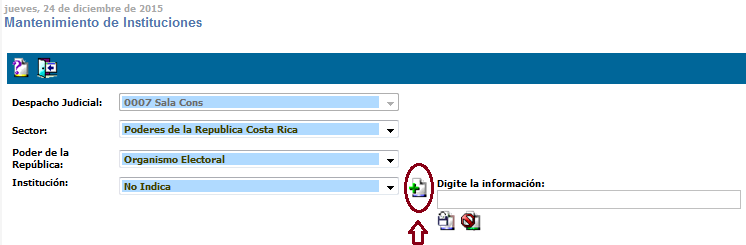 jueves, 24 de diciembre de 2015
Mantenimiento de Instituciones
Despacho Judicial: 0007 Sala Cons
Sector: Poderes de la Republica Costa Rica
Poder de la
República: Organismo Electoral
Institución: No Indica
Digite la información: